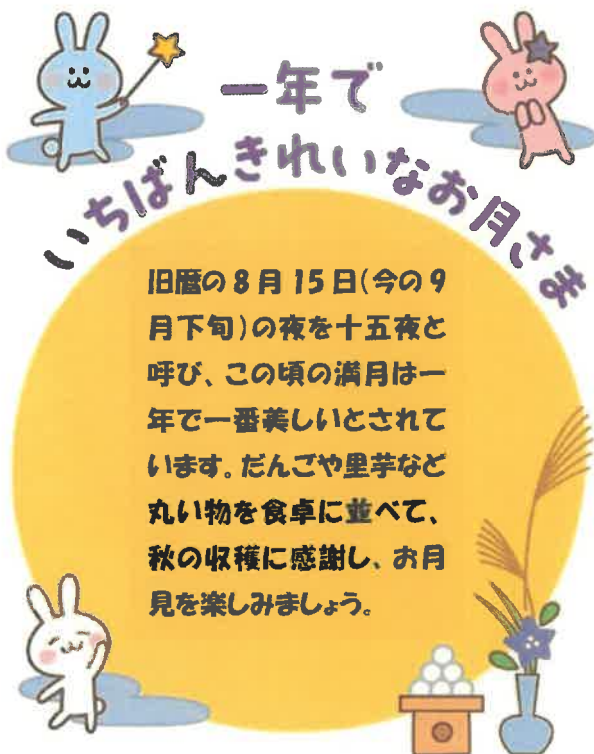 一年で
いちばんきれいなお月さま
旧暦の8月15日(今の9
月下旬)の夜を十五夜と
呼び、この頃の満月は一
年で一番美しいとされて
います。だんごや里芋など
丸い物を食卓に並べて、
秋の収穫に感謝し、お月
見を楽しみましょう。